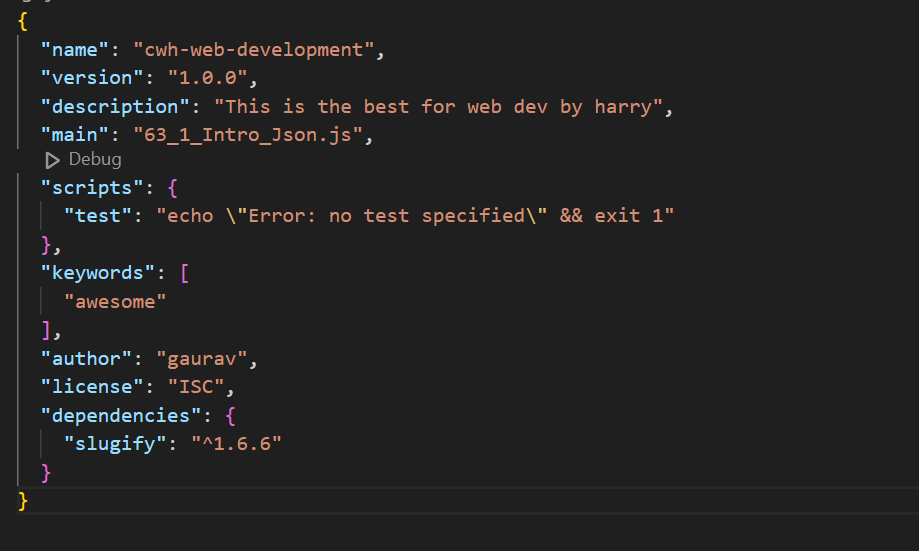 {
"name": "cwh-web-development",
"version": "1.0.0",
"description": "This is the best for web dev by harry",
"main": "63_1_Intro_Json.js",
Debug
"scripts": {
"test": "echo \"Error: no test specified\" && exit 1"
},
"keywords": [
"awesome"
],
"author": "gaurav",
"license": "ISC",
"dependencies": {
"slugify": "^1.6.6"
}
}